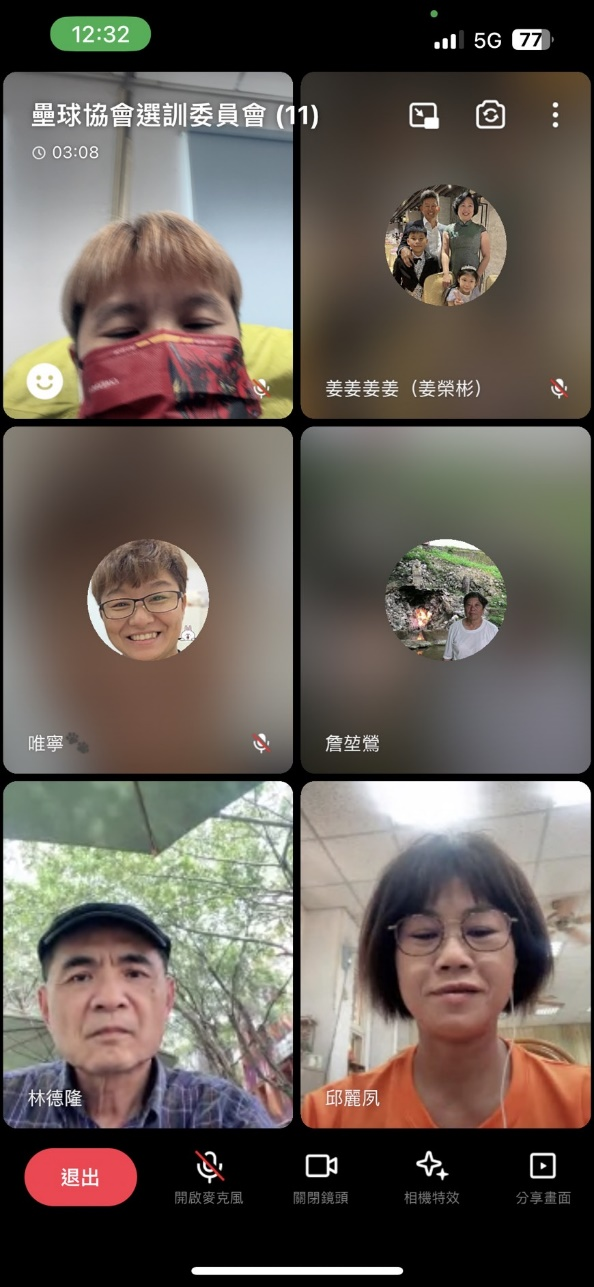 12:32
5G
77
壘球協會選訓委員會 (11)
03:08
姜姜姜姜（姜榮彬）
唯寧🐾
詹堃鶯
林德隆
邱麗夙
退出
開啟麥克風
關閉鏡頭
相機特效
分享畫面